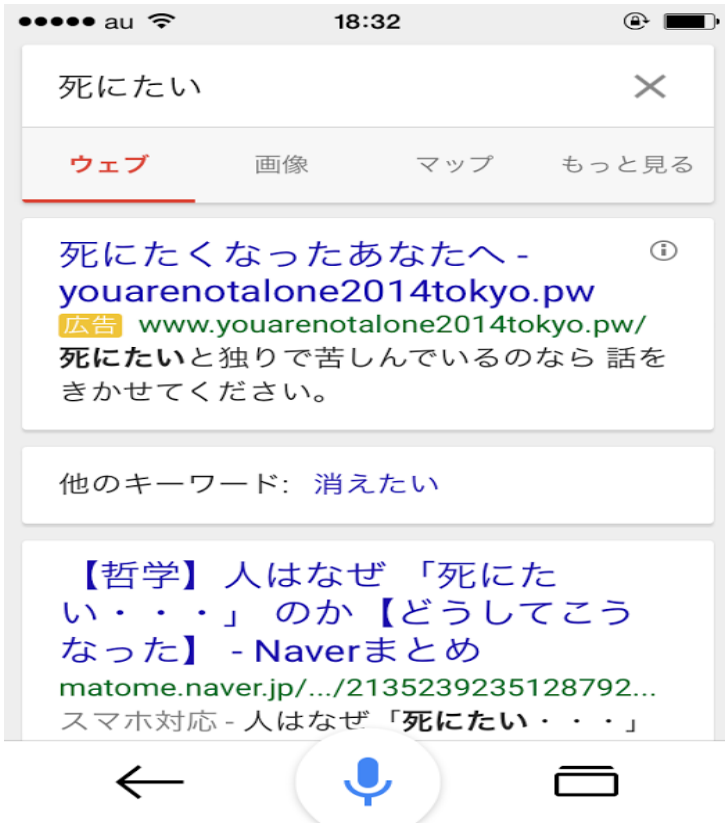 au 18:32
死にたい
ウェブ 画像 マップ もっと見る
死にたくなったあなたへ -
youarenotalone2014tokyo.pw
広告 www.youarenotalone2014tokyo.pw/
死にたいと独りで苦しんでいるのなら 話を
きかせてください。
他のキーワード: 消えたい
【哲学】 人はなぜ 「死にた
い・・・」 のか【どうしてこう
なった】 - Naverまとめ
matome.naver.jp/.../2135239235128792...
スマホ対応 - 人はなぜ「死にたい・・・」